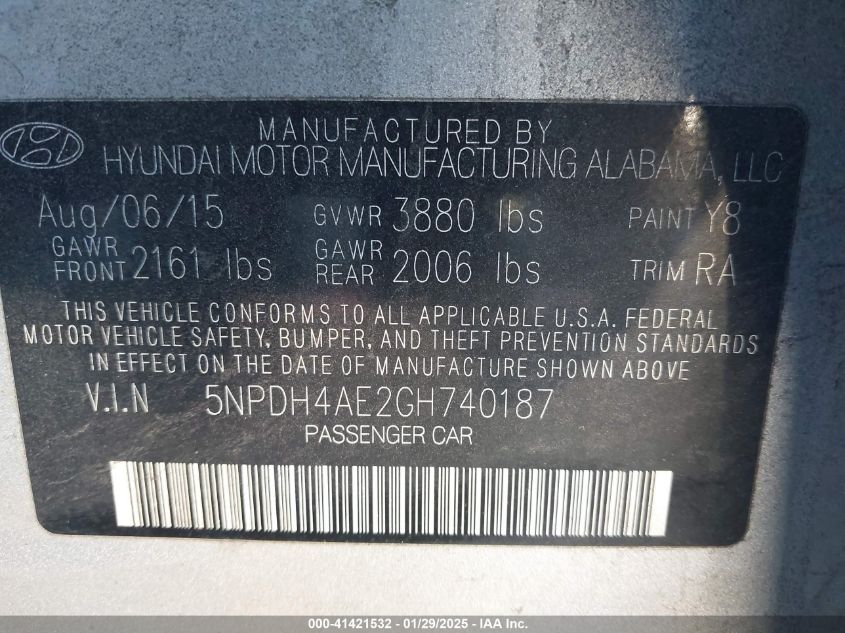 MANUFACTURED BY
HYUNDAI MOTOR MANUFACTURING ALABAMA, LLC
Aug/06/15 GVWR 3880 lbs PAINT Y8
GAWR FRONT 2161 lbs GAWR REAR 2006 lbs TRIM RA
THIS VEHICLE CONFORMS TO ALL APPLICABLE U.S.A. FEDERAL
MOTOR VEHICLE SAFETY, BUMPER, AND THEFT PREVENTION STANDARDS
IN EFFECT ON THE DATE OF MANUFACTURE SHOWN ABOVE.
V.I.N 5NPDH4AE2GH740187
PASSENGER CAR
000-41421532 - 01/29/2025 - IAAI.COM